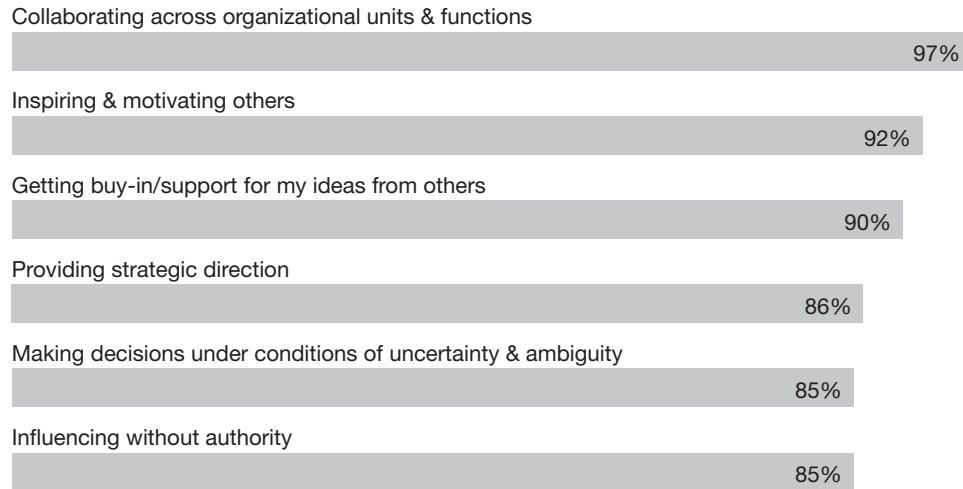 Collaborating across organizational units & functions
97%
Inspiring & motivating others
92%
Getting buy-in/support for my ideas from others
90%
Providing strategic direction
86%
Making decisions under conditions of uncertainty & ambiguity
85%
Influencing without authority
85%